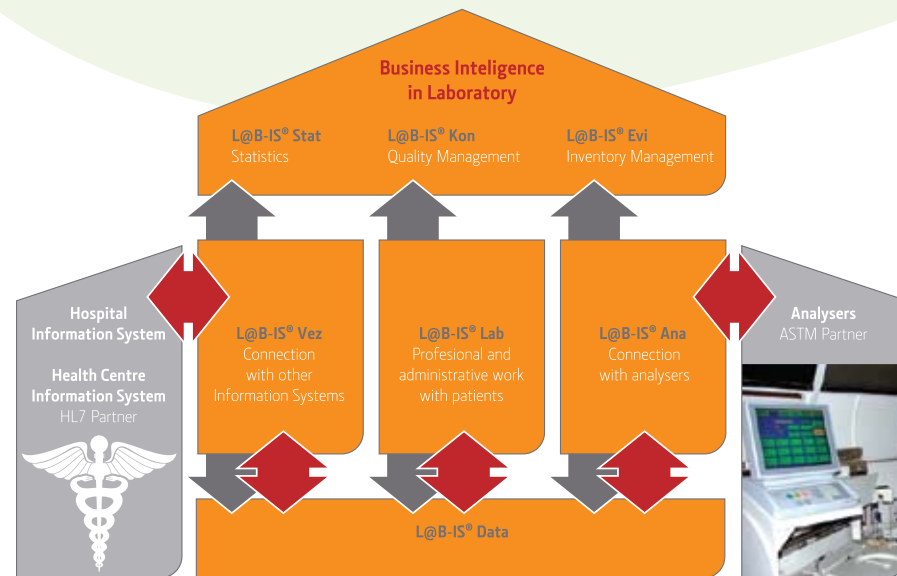 Business Inteligence
in Laboratory
L@B-IS® Stat
Statistics
L@B-IS® Kon
Quality Management
L@B-IS® Evi
Inventory Management
Hospital
Information System
Health Centre
Information System
HL7 Partner
L@B-IS® Vez
Connection
with other
Information Systems
L@B-IS® Lab
Profesional and
administrative work
with patients
L@B-IS® Ana
Connection
with analysers
Analysers
ASTM Partner
L@B-IS® Data